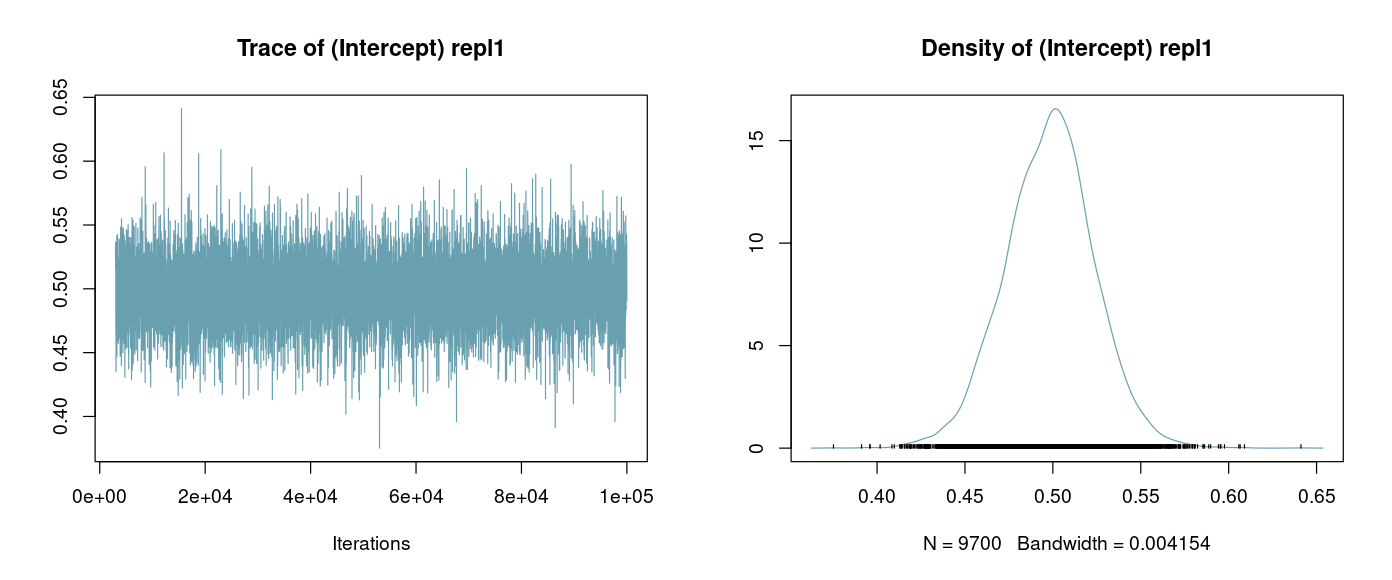 Trace of (Intercept) repl1
0.65
0.60
0.55
0.50
0.45
0.40
0e+00 2e+04 4e+04 6e+04 8e+04 1e+05
Iterations
Density of (Intercept) repl1
15
10
5
0
0.40 0.45 0.50 0.55 0.60 0.65
N = 9700 Bandwidth = 0.004154